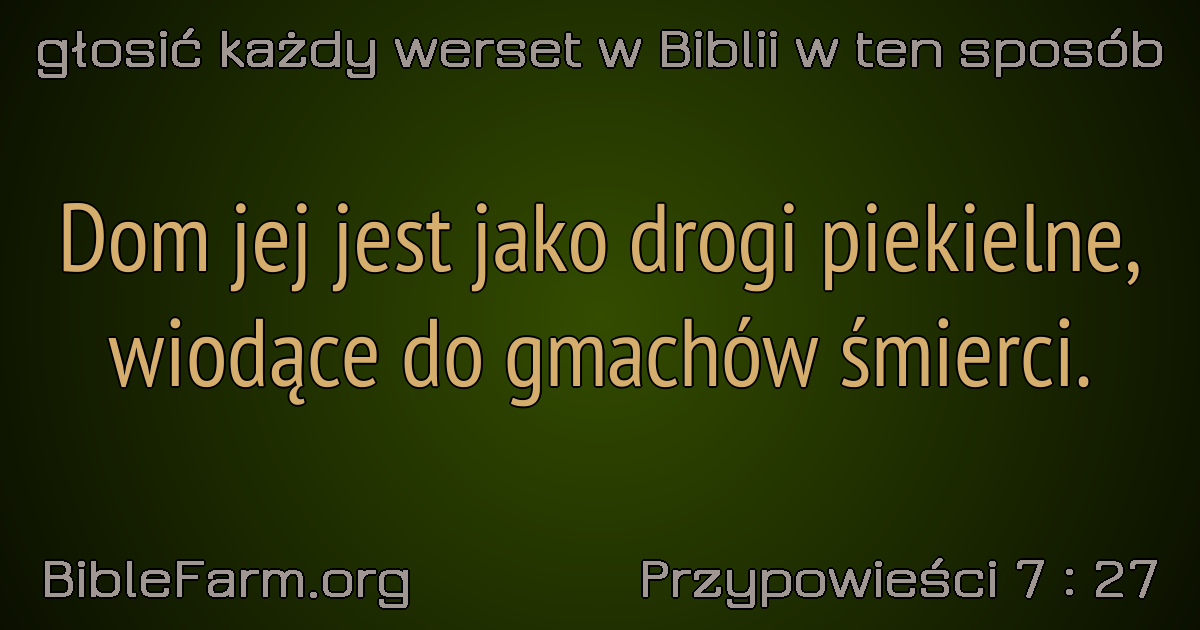 głosić każdy werset w Biblii w ten sposób
Dom jej jest jako drogi piekielne,
wiodące do gmachów śmierci.
BibleFarm.org
Przypowieści 7 : 27